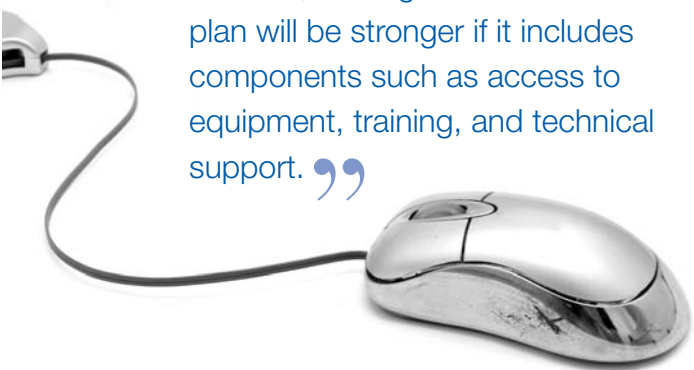 plan will be stronger if it includes
components such as access to
equipment, training, and technical
support. ”